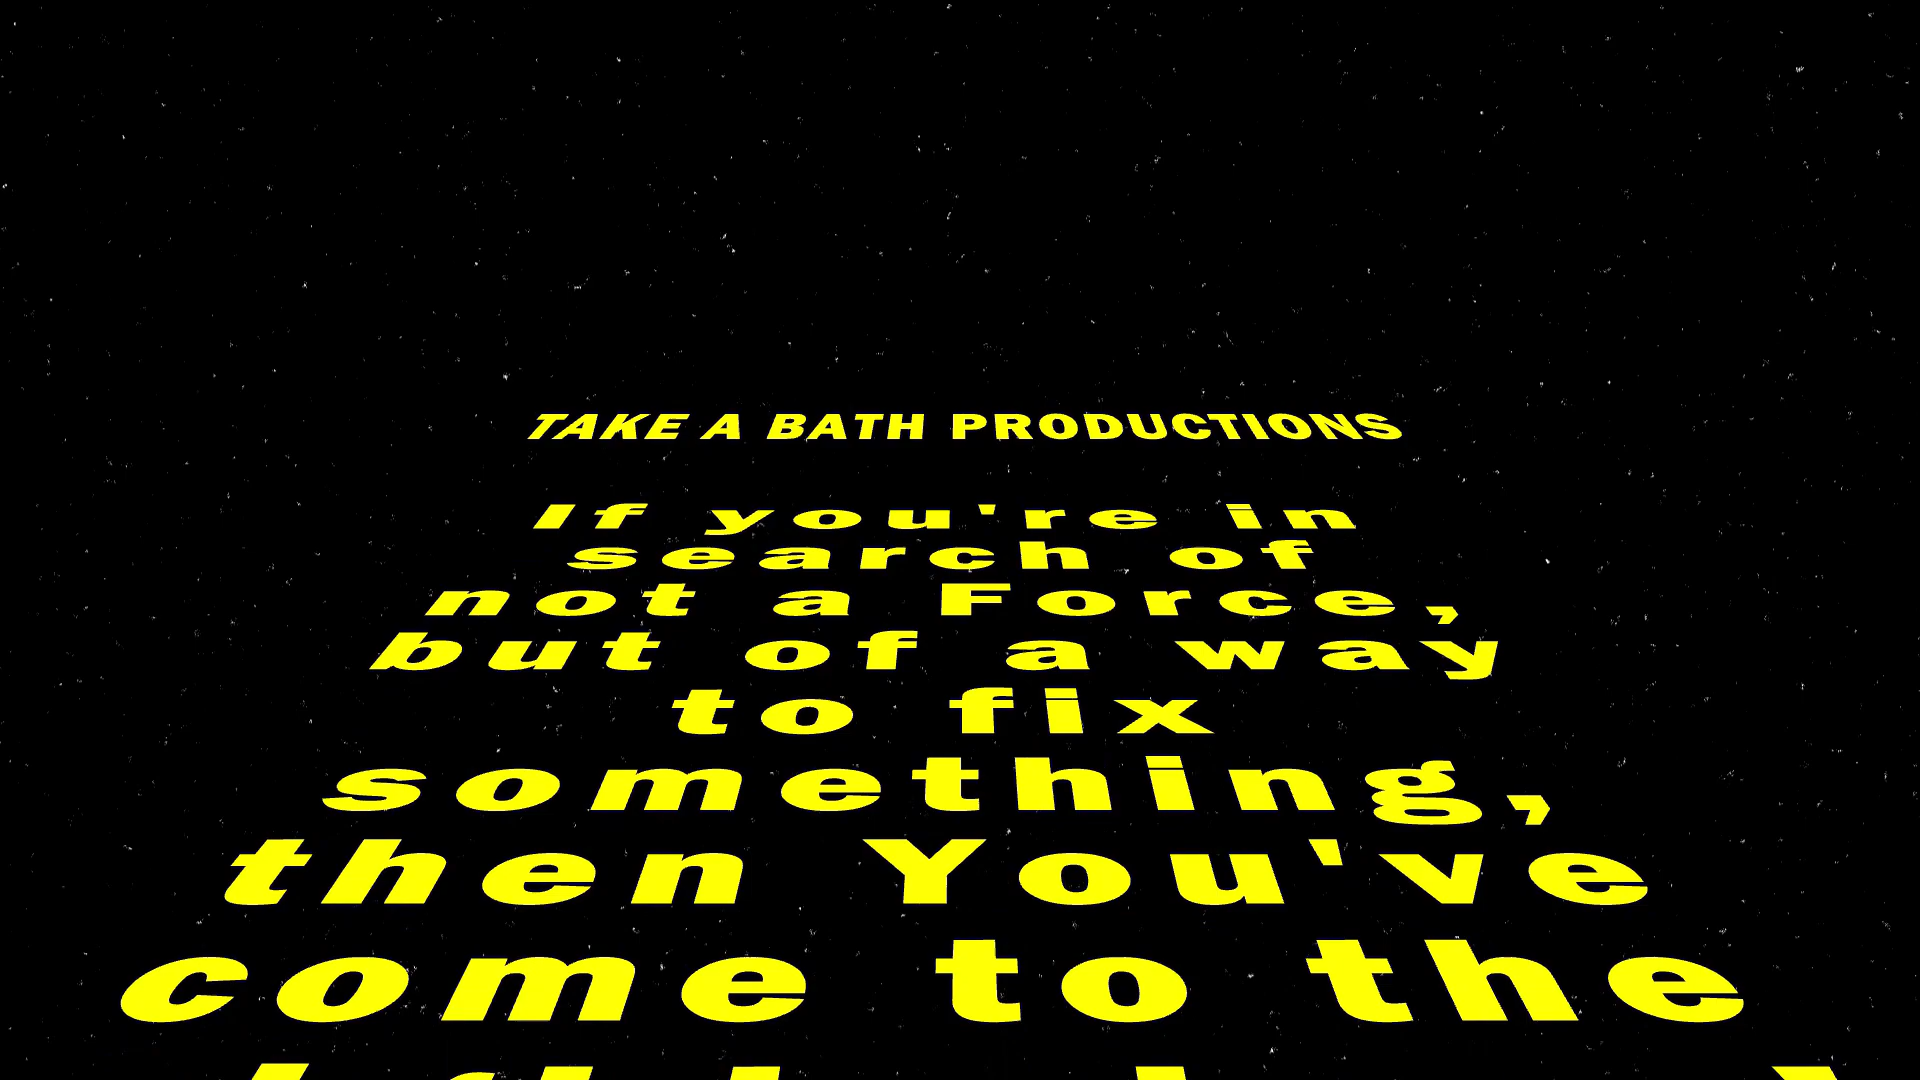 TAKE A BATH PRODUCTIONS
If you're in
search of
not a Force,
but of a way
to fix
something,
then You've
come to the